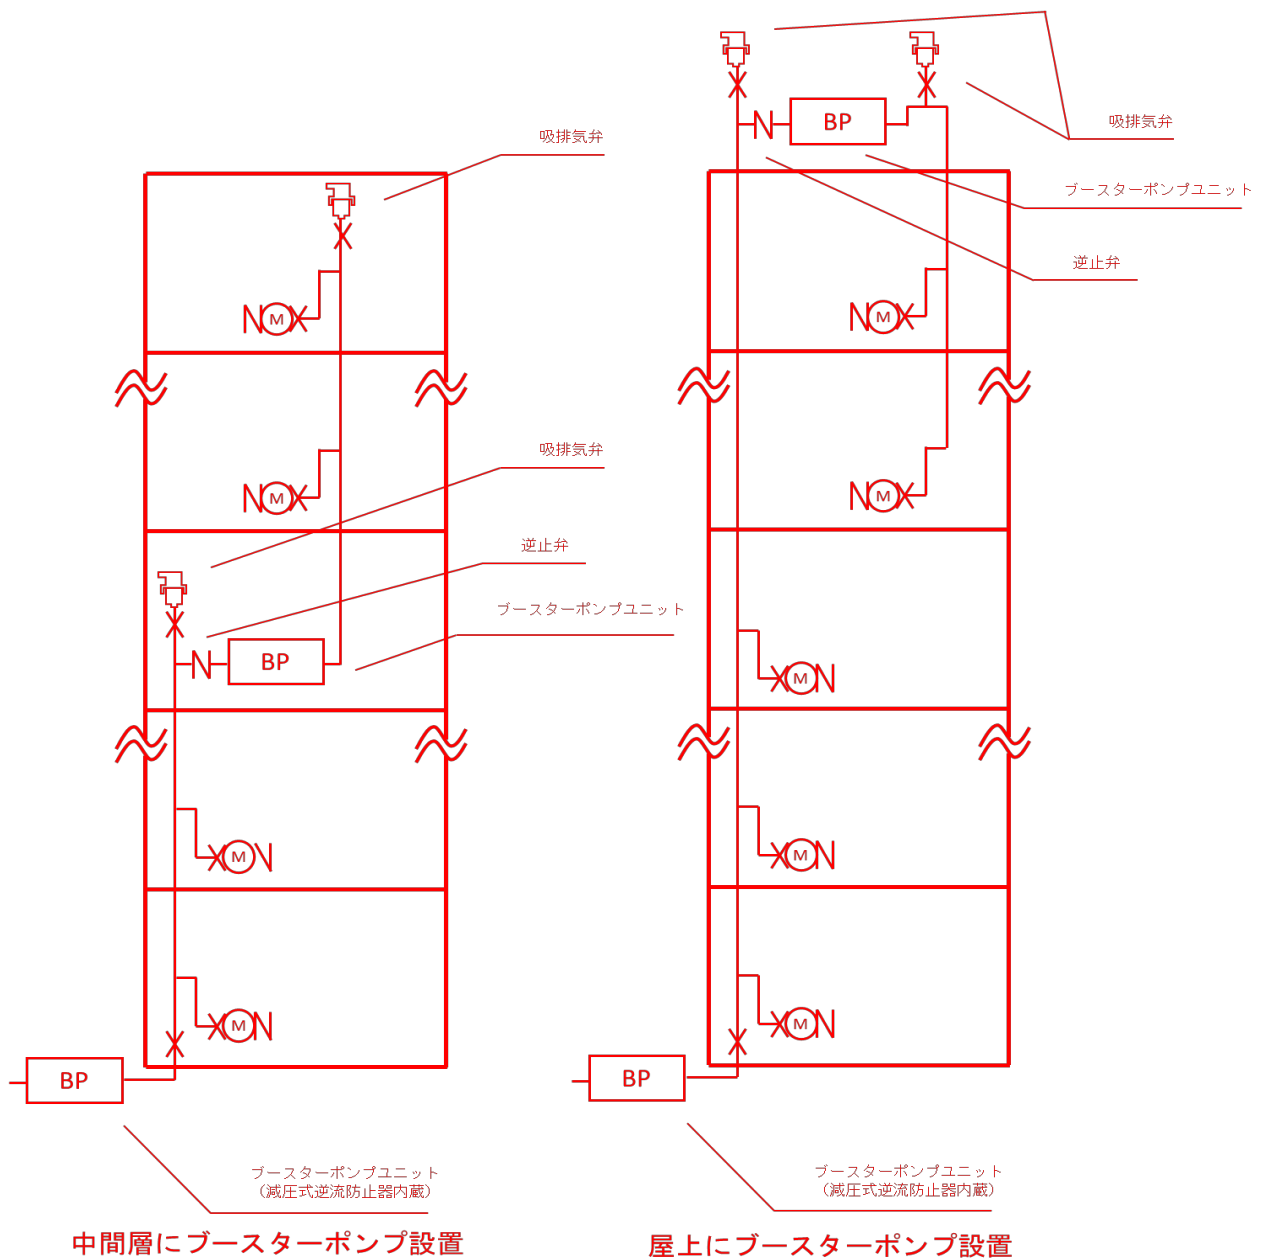 吸排気弁
BP
吸排気弁
ブースターポンプユニット
逆止弁
N
M
N
M
吸排気弁
逆止弁
ブースターポンプユニット
N
BP
N
M
N
M
N
M
N
M
N
BP
ブースターポンプユニット
（減圧式逆流防止器内蔵）
中間層にブースターポンプ設置
N
M
N
M
N
M
N
BP
ブースターポンプユニット
（減圧式逆流防止器内蔵）
屋上にブースターポンプ設置